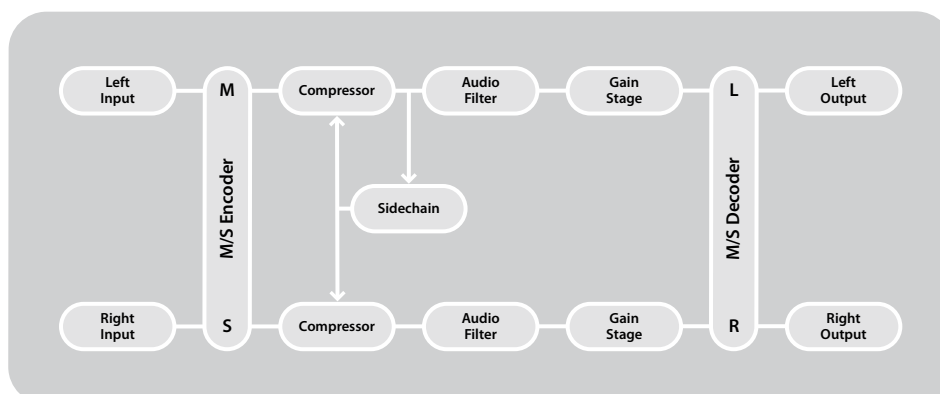 Left
Input
M
Compressor
Audio
Filter
Gain
Stage
L
Left
Output
M/S Encoder
Sidechain
M/S Decoder
Right
Input
S
Compressor
Audio
Filter
Gain
Stage
R
Right
Output